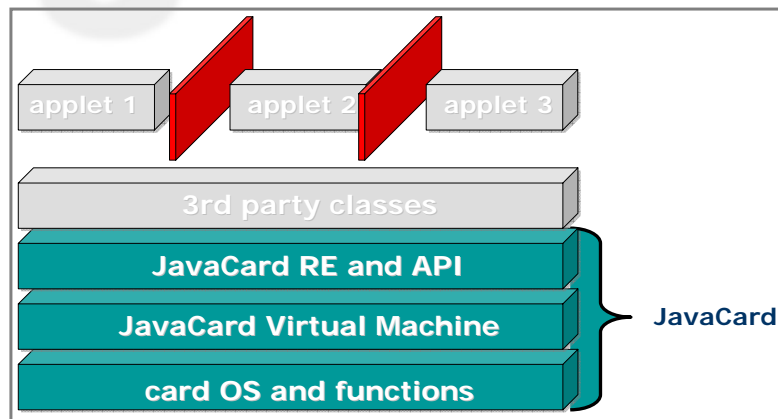 applet 1 applet 2 applet 3
3rd party classes
JavaCard RE and API
JavaCard Virtual Machine
JavaCard
card OS and functions